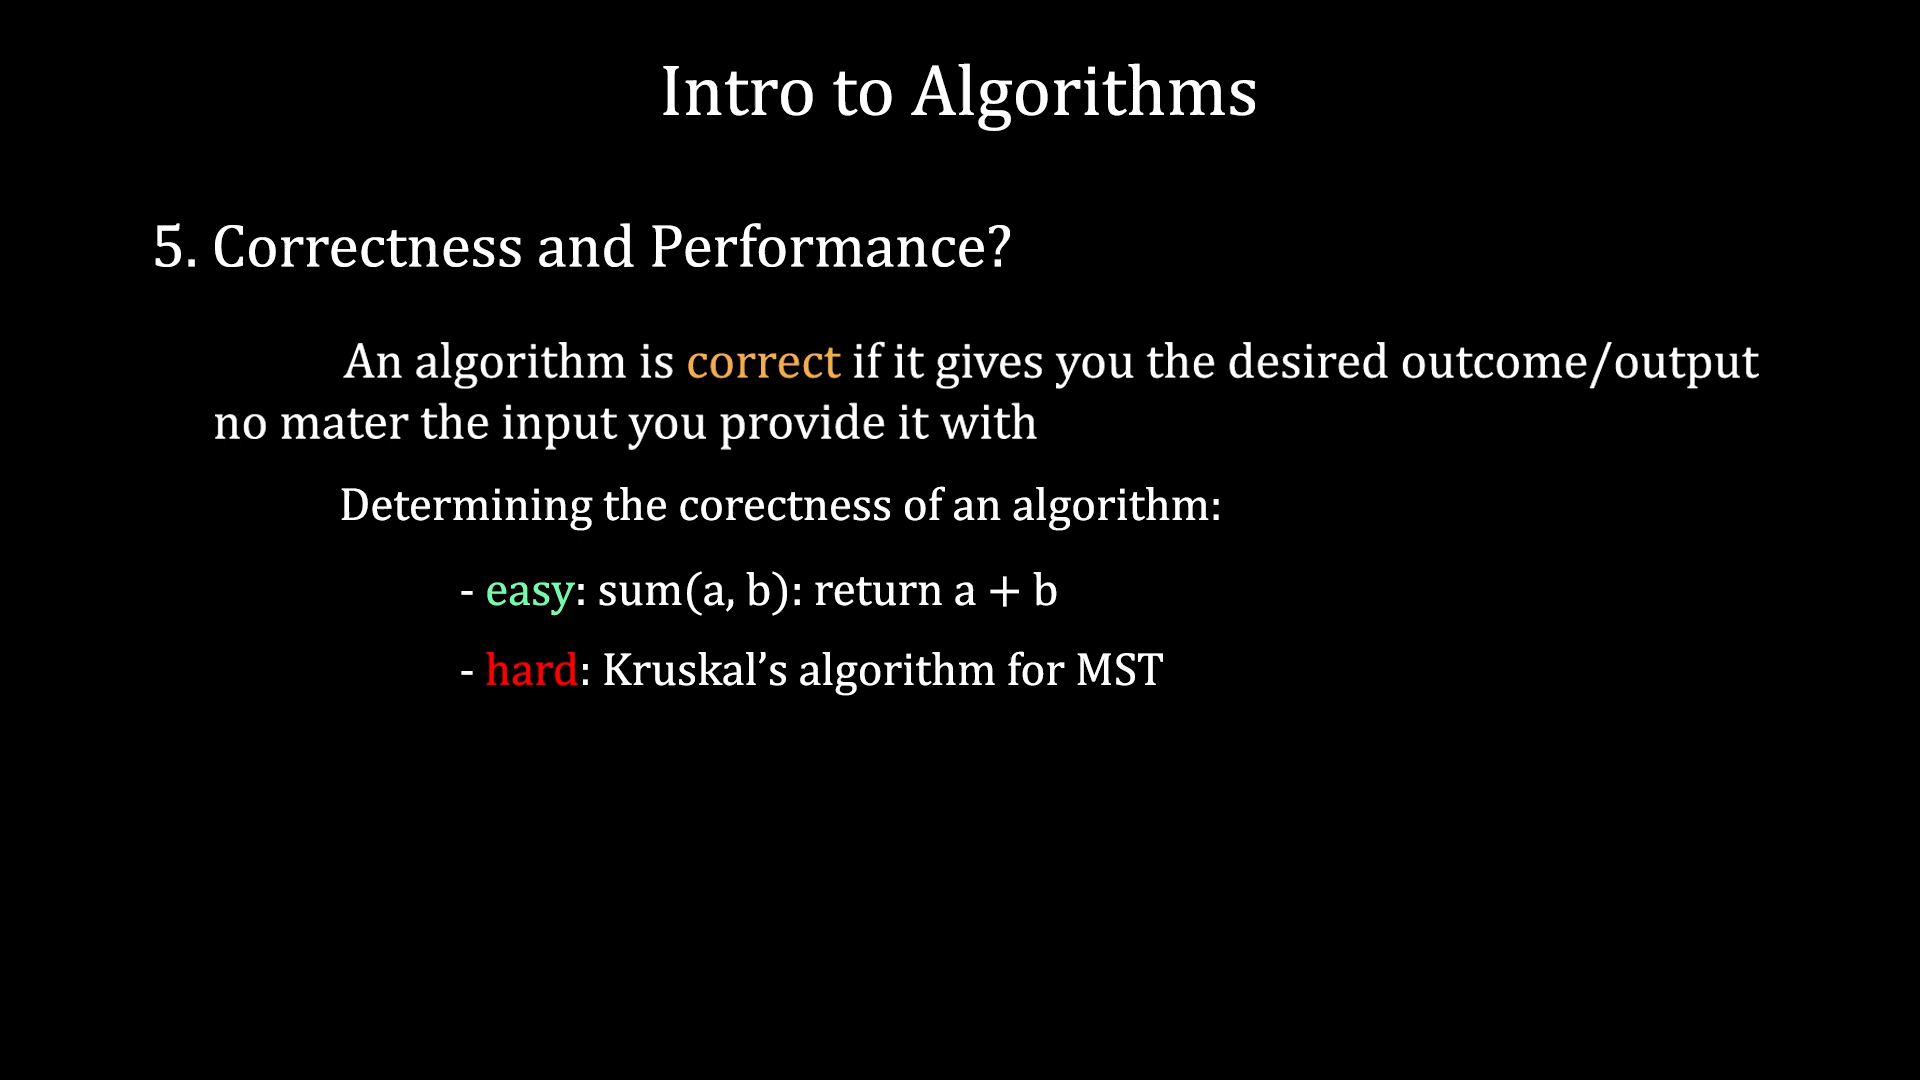 Intro to Algorithms
5. Correctness and Performance?
An algorithm is correct if it gives you the desired outcome/output
no mater the input you provide it with
Determining the corectness of an algorithm:
- easy: sum(a, b): return a + b
- hard: Kruskal’s algorithm for MST